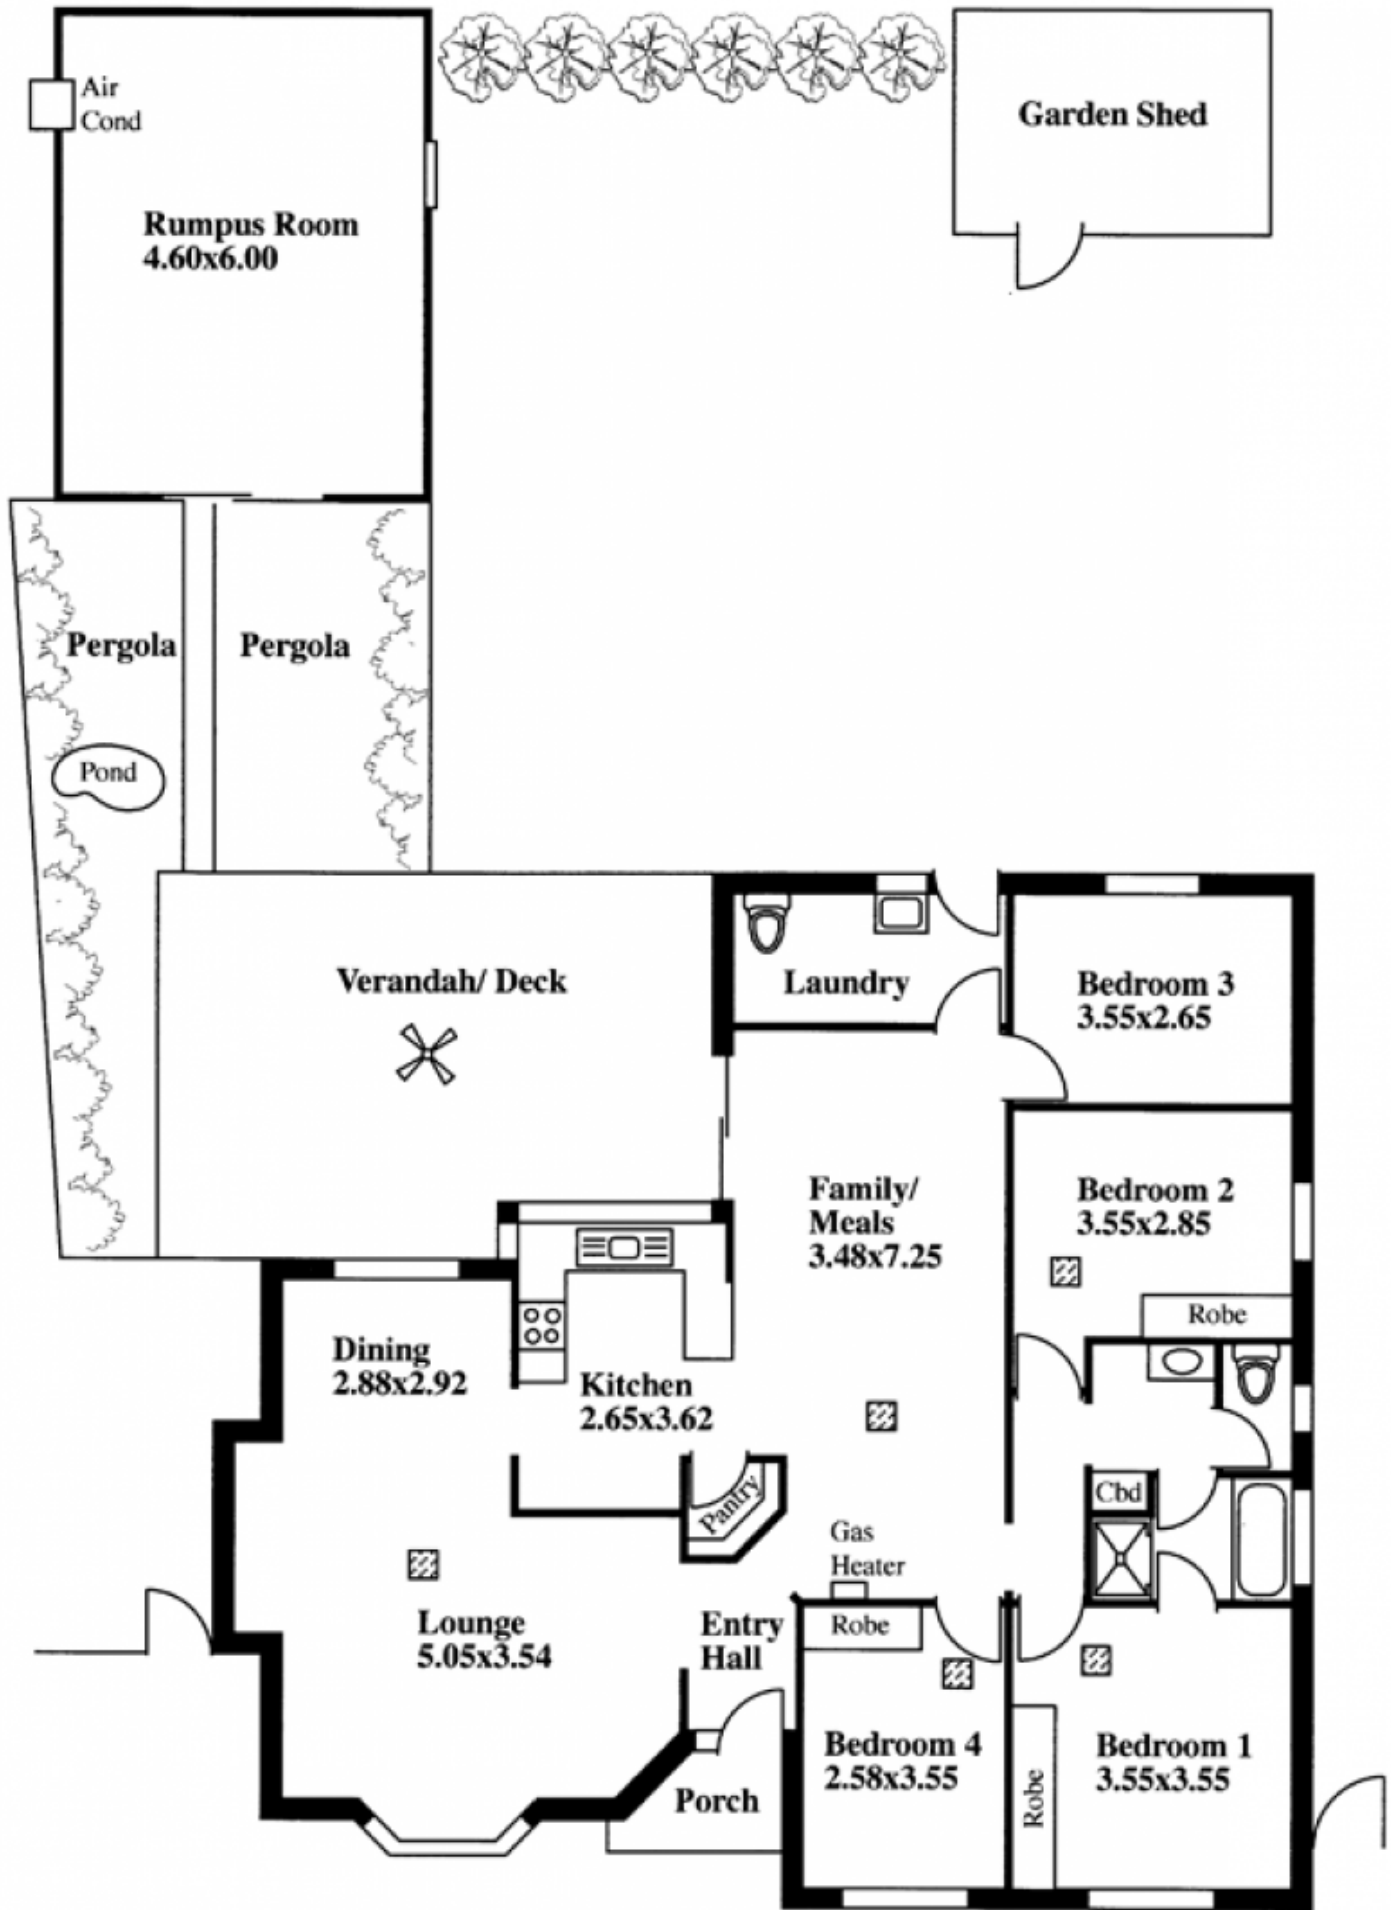 Air
Cond
Garden Shed
Rumpus Room
4.60x6.00
Pergola
Pergola
Pond
Verandah/ Deck
Laundry
Bedroom 3
3.55x2.65
Family/
Meals
3.48x7.25
Bedroom 2
3.55x2.85
Robe
Dining
2.88x2.92
Kitchen
2.65x3.62
Pantry
Cbd
Gas
Heater
Lounge
5.05x3.54
Entry
Hall
Robe
Bedroom 4
2.58x3.55
Bedroom 1
3.55x3.55
Robe
Porch